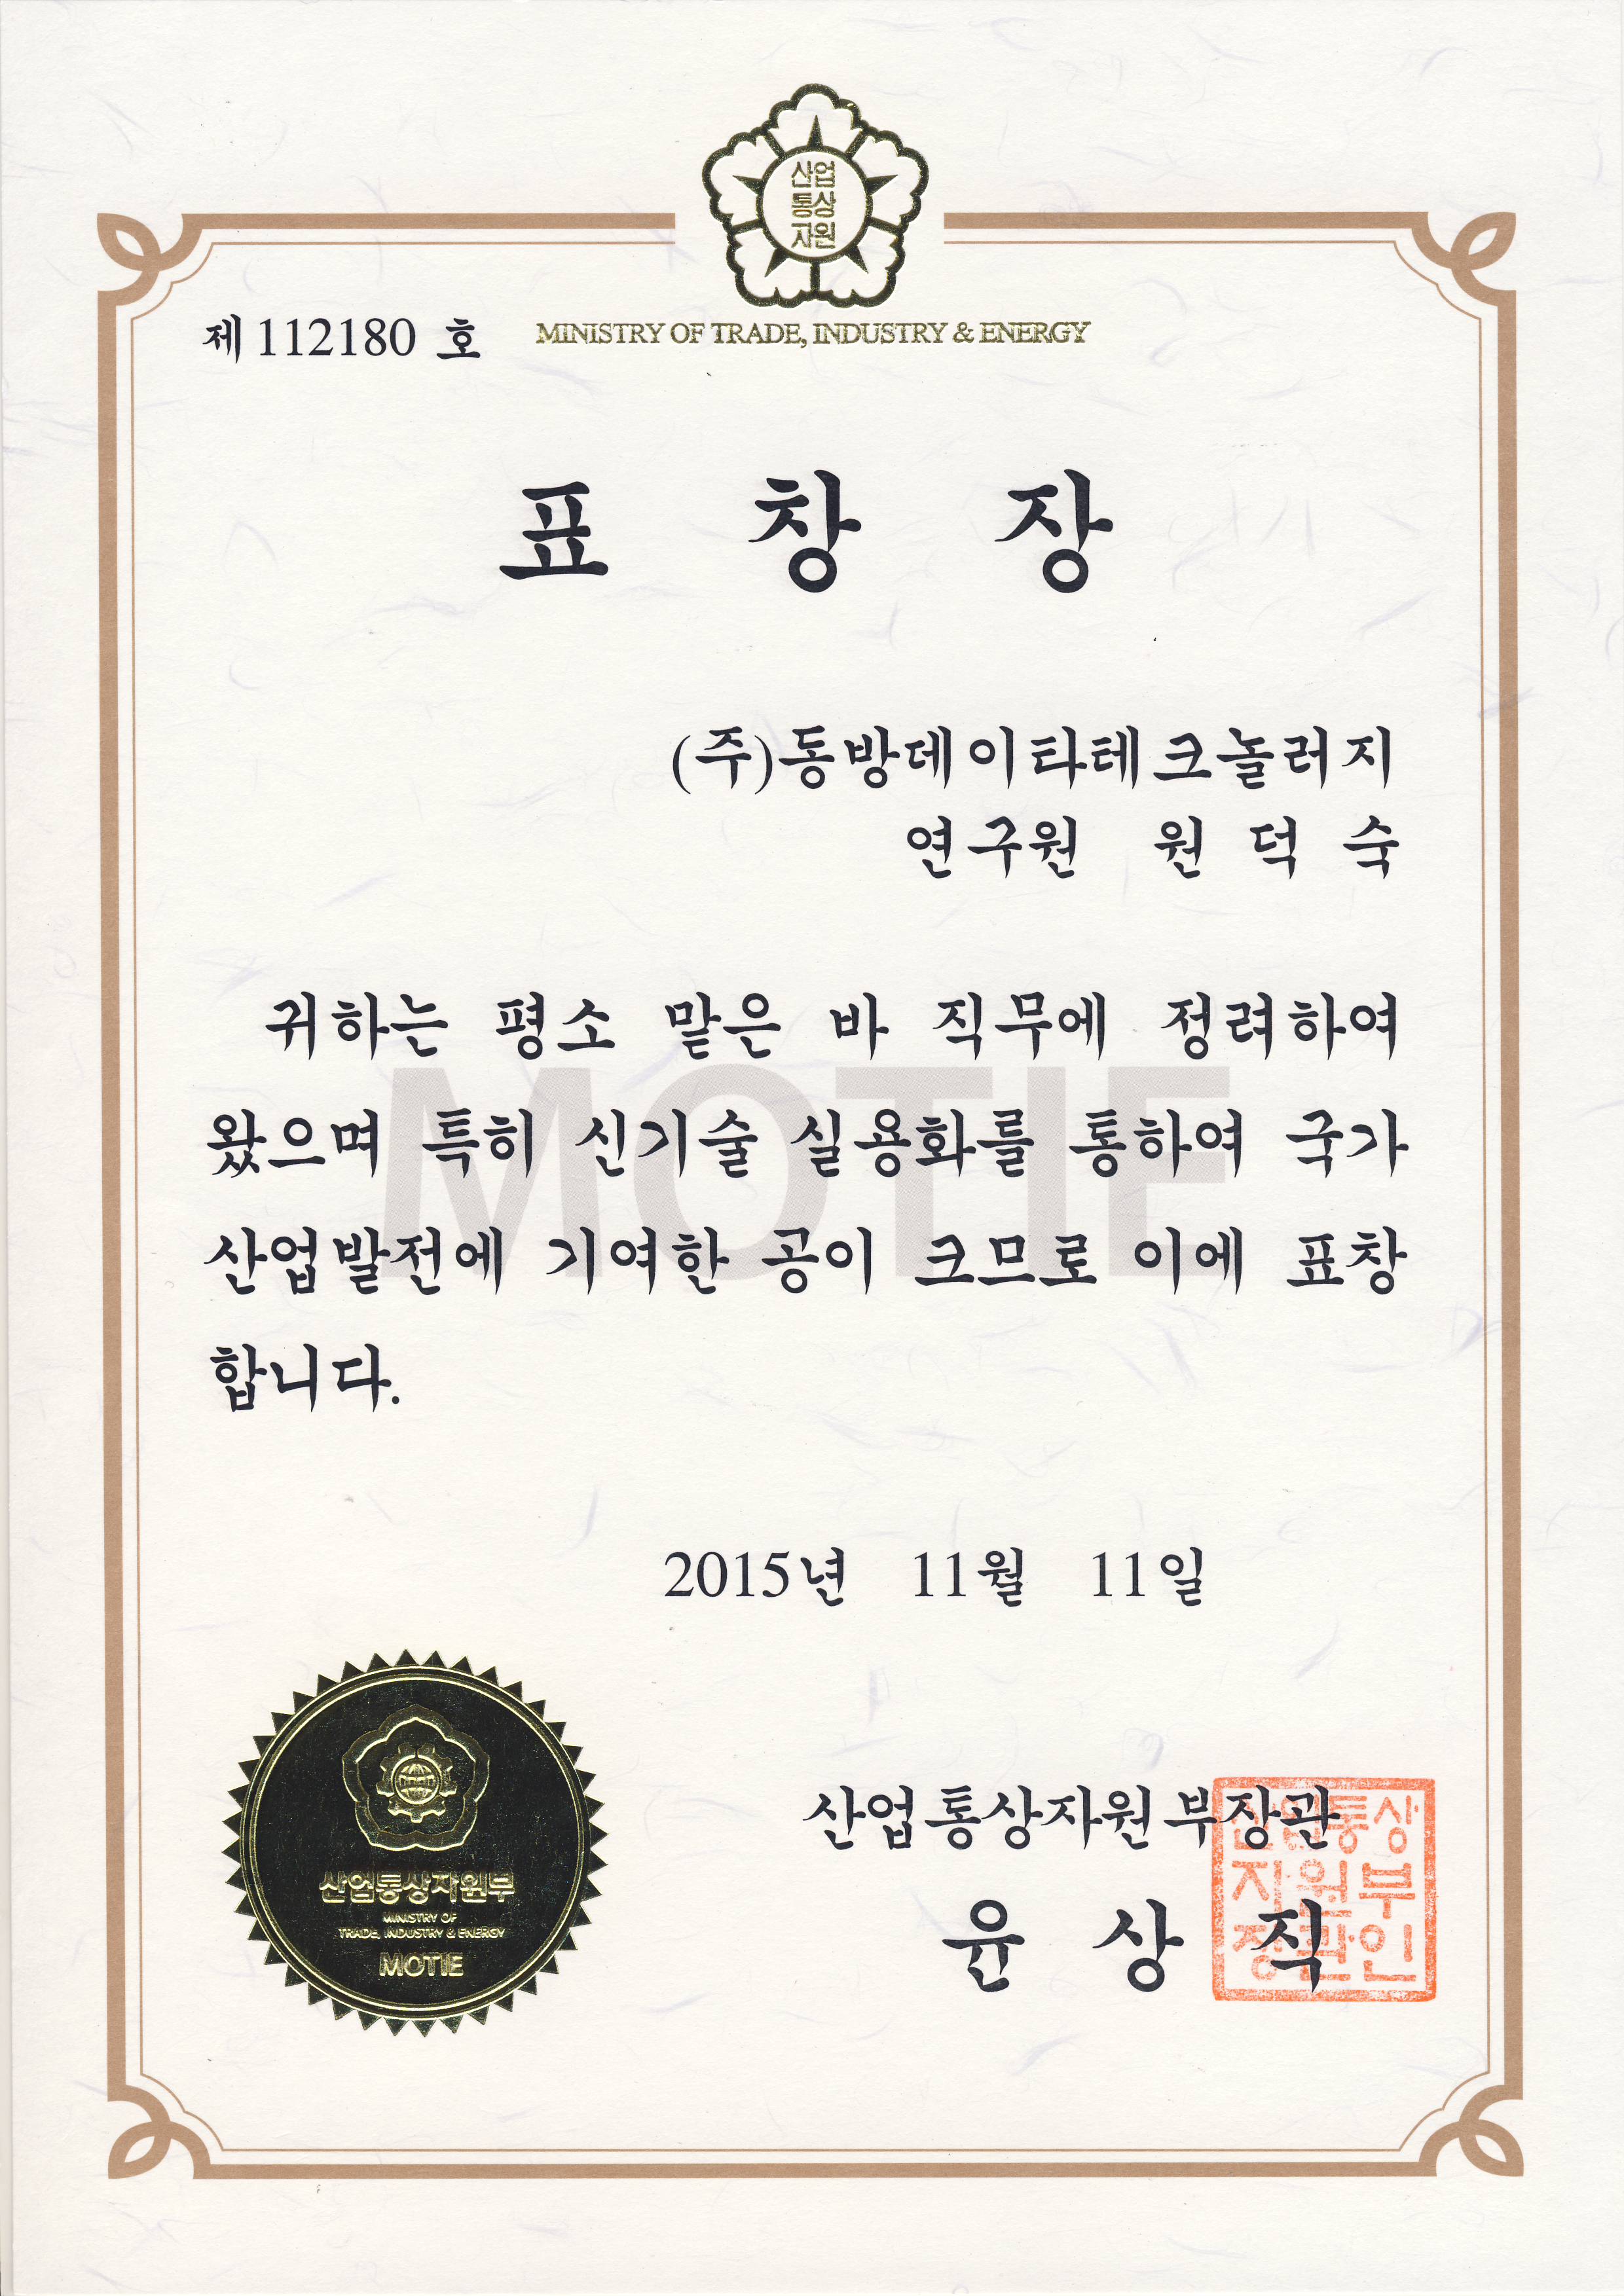 산업
통상
자원
제 112180 호
MINISTRY OF TRADE, INDUSTRY & ENERGY
표 창 장
(주)동방데이타테크놀러지
연구원 원 덕 숙
귀하는 평소 맡은 바 직무에 정려하여
왔으며 특히 신기술 실용화를 통하여 국가
산업발전에 기여한 공이 크므로 이에 표창
합니다.
MOTIE
2015년 11월 11일
산업통상자원부장관
윤 상 직
산업통상
자원부
장관인
산업통상자원부
MINISTRY OF
TRADE, INDUSTRY & ENERGY
MOTIE